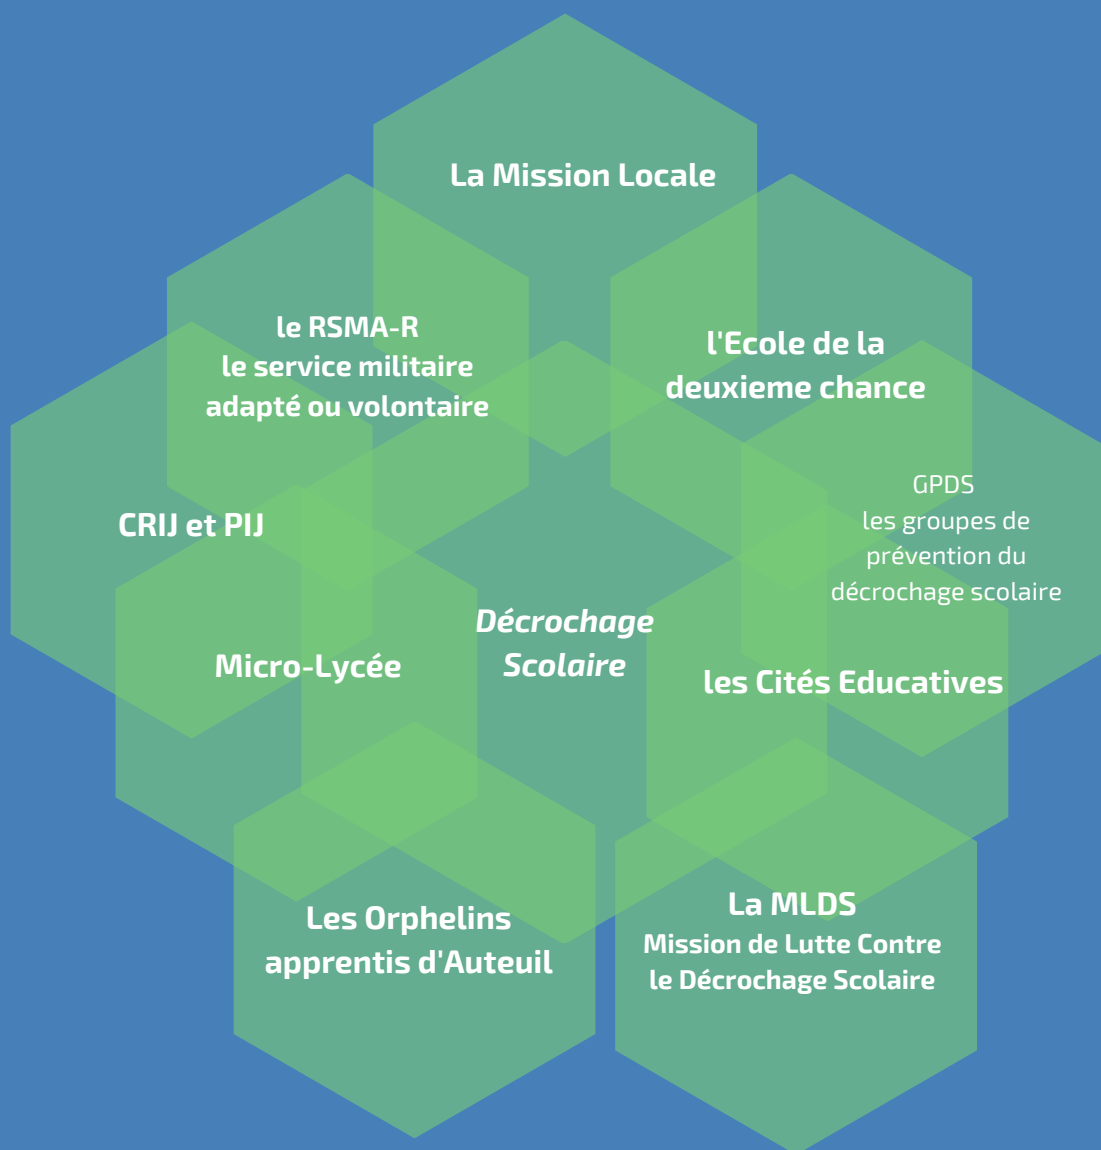 La Mission Locale
le RSMA-R
le service militaire
adapté ou volontaire
l'Ecole de la
deuxieme chance
CRIJ et PIJ
GPDS
les groupes de
prévention du
décrochage scolaire
Décrochage
Scolaire
Micro-Lycée
les Cités Educatives
Les Orphelins
apprentis d'Auteuil
La MLDS
Mission de Lutte Contre
le Décrochage Scolaire